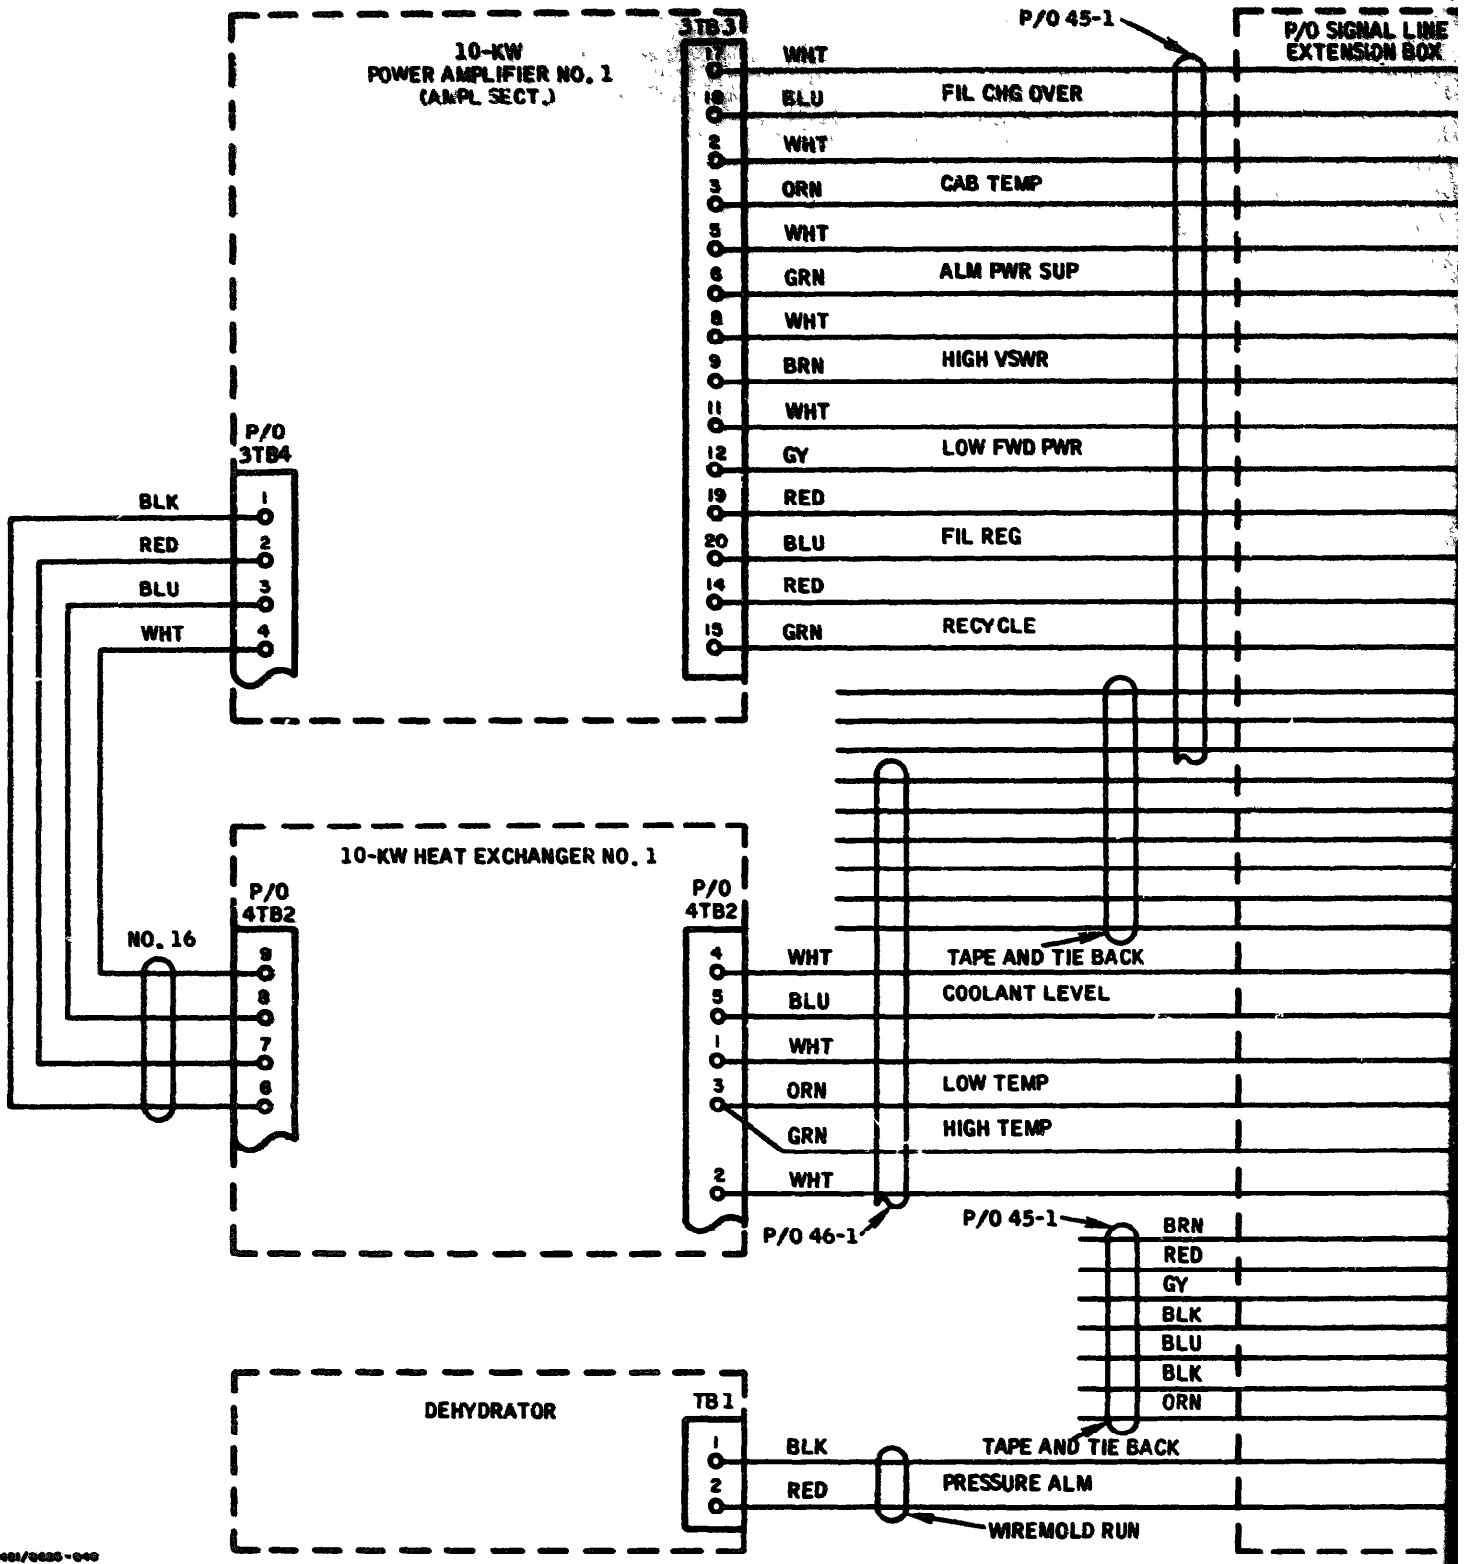 P/O 45-1
P/O SIGNAL LINE
EXTENSION BOX
10-KW
POWER AMPLIFIER NO. 1
(AMPL SECT.)
3TB3
17
WHT
18
BLU
FIL CHG OVER
2
WHT
3
ORN
CAB TEMP
5
WHT
6
GRN
ALM PWR SUP
8
WHT
9
BRN
HIGH VSWR
11
WHT
12
GY
LOW FWD PWR
19
RED
20
BLU
FIL REG
14
RED
15
GRN
RECYCLE
P/O
3TB4
BLK
1
RED
2
BLU
3
WHT
4
10-KW HEAT EXCHANGER NO. 1
P/O
4TB2
NO. 16
9
8
7
6
P/O
4TB2
TAPE AND TIE BACK
4
WHT
5
BLU
COOLANT LEVEL
1
WHT
3
ORN
LOW TEMP
GRN
HIGH TEMP
2
WHT
P/O 46-1
P/O 45-1
BRN
RED
GY
BLK
BLU
BLK
ORN
TAPE AND TIE BACK
DEHYDRATOR
TB1
1
BLK
2
RED
PRESSURE ALM
WIREMOLD RUN